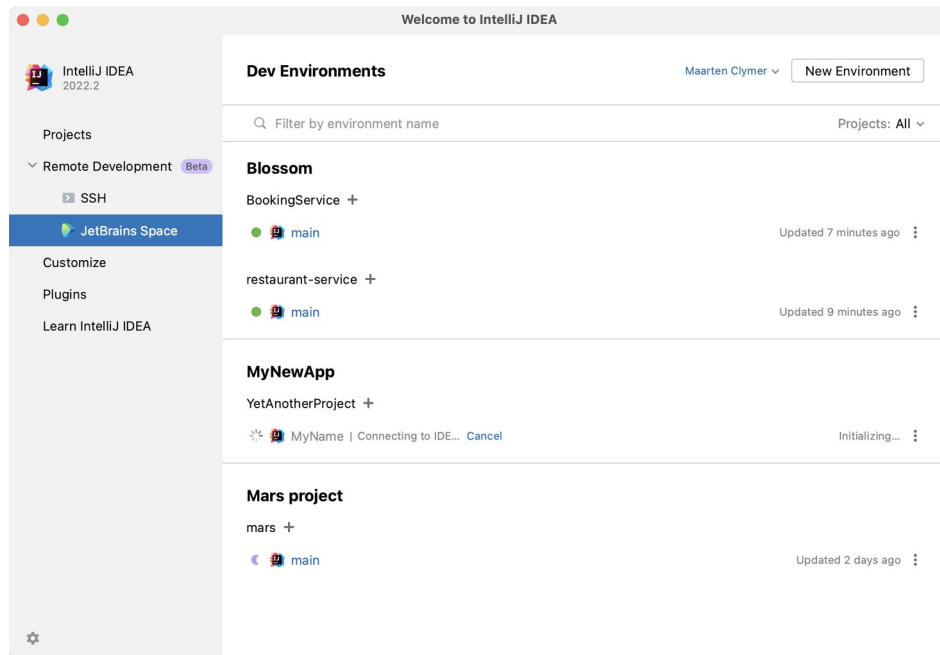 Welcome to IntelliJ IDEA
IntelliJ IDEA
2022.2
Projects
Remote Development Beta
SSH
JetBrains Space
Customize
Plugins
Learn IntelliJ IDEA
Dev Environments Maarten Clymer New Environment
Filter by environment name Projects: All
Blossom
BookingService +
main Updated 7 minutes ago
restaurant-service +
main Updated 9 minutes ago
MyNewApp
YetAnotherProject +
MyName | Connecting to IDE... Cancel Initializing...
Mars project
mars +
main Updated 2 days ago